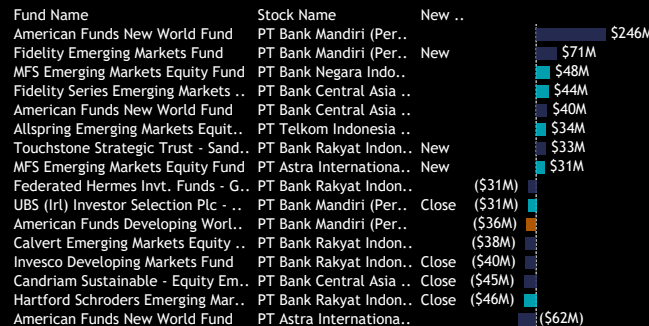 Fund Name Stock Name New ..
American Funds New World Fund PT Bank Mandiri (Per.. $246M
Fidelity Emerging Markets Fund PT Bank Mandiri (Per.. New $71M
MFS Emerging Markets Equity Fund PT Bank Negara Indo.. $48M
Fidelity Series Emerging Markets .. PT Bank Central Asia .. $44M
American Funds New World Fund PT Bank Central Asia .. $40M
Allspring Emerging Markets Equit.. PT Telkom Indonesia .. $34M
Touchstone Strategic Trust - Sand.. PT Bank Rakyat Indon.. New $33M
MFS Emerging Markets Equity Fund PT Astra Internationa.. New $31M
Federated Hermes Invt. Funds - G.. PT Bank Rakyat Indon.. ($31M)
UBS (Irl) Investor Selection Plc - .. PT Bank Mandiri (Per.. Close ($31M)
American Funds Developing Worl.. PT Bank Mandiri (Per.. ($36M)
Calvert Emerging Markets Equity .. PT Bank Rakyat Indon.. ($38M)
Invesco Developing Markets Fund PT Bank Rakyat Indon.. Close ($40M)
Candriam Sustainable - Equity Em.. PT Bank Central Asia .. Close ($45M)
Hartford Schroders Emerging Mar.. PT Bank Rakyat Indon.. Close ($46M)
American Funds New World Fund PT Astra Internationa.. ($62M)